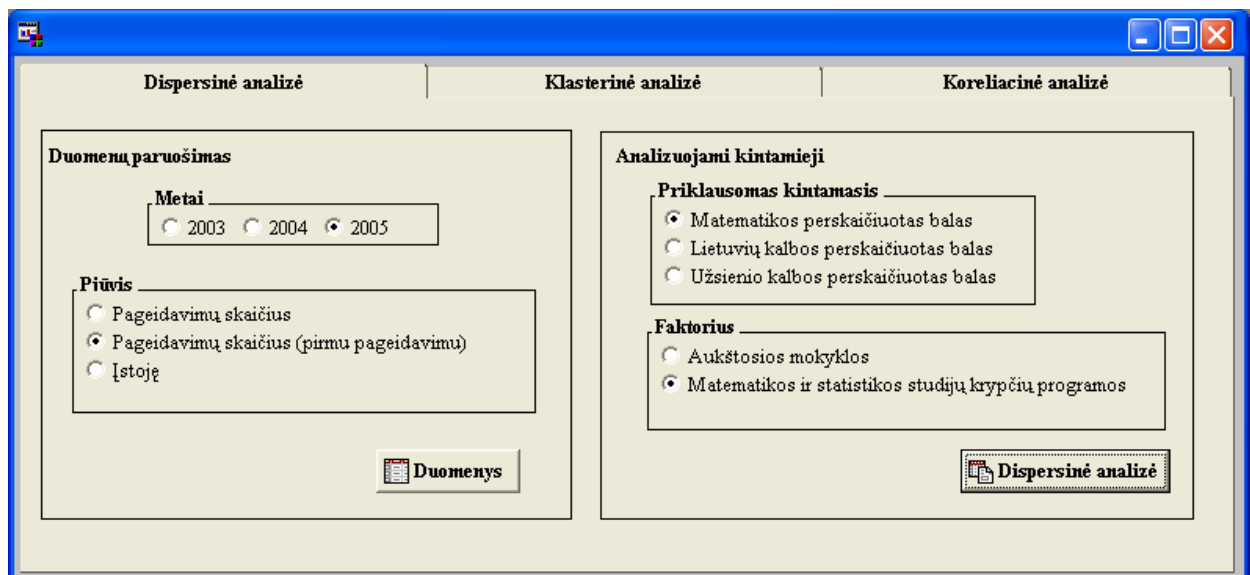 Dispersinė analizė
Klasterinė analizė
Koreliacinė analizė
Duomenų paruošimas
Metai
2003
2004
2005
Piūvis
Pageidavimų skaičius
Pageidavimų skaičius (pirmu pageidavimu)
Įstoję
Duomenys
Analizuojami kintamieji
Priklausomas kintamasis
Matematikos perskaičiuotas balas
Lietuvių kalbos perskaičiuotas balas
Užsienio kalbos perskaičiuotas balas
Faktorius
Aukštosios mokyklos
Matematikos ir statistikos studijų krypčių programos
Dispersinė analizė